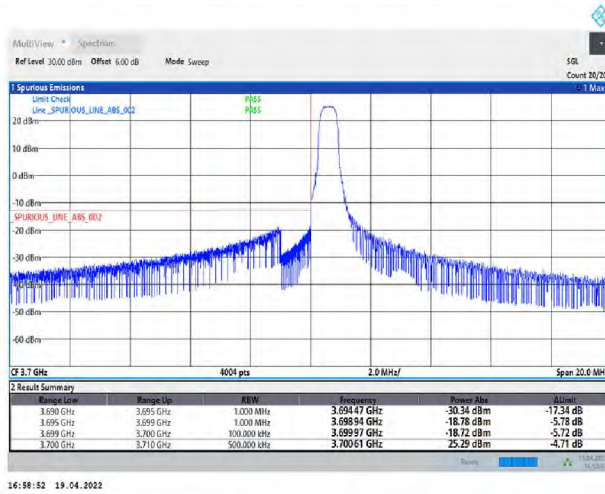 MultiView Spectrum
Ref Level 30.00 dBm Offset 6.00 dB Mode Sweep SGL
Count 20/20
1 Spurious Emissions 1 Max
Limit Check PASS
Line _SPURIOUS_LINE_ABS_002 PASS
20 dBm
10 dBm
0 dBm
-10 dBm
SPURIOUS_LINE_ABS_002
-20 dBm
-30 dBm
-50 dBm
-60 dBm
CF 3.7 GHz 4004 pts 2.0 MHz/ Span 20.0 MH
2 Result Summary
Range Low Range Up RBW Frequency Power Abs ΔLimit
3.690 GHz 3.695 GHz 1.000 MHz 3.69447 GHz -30.34 dBm -17.34 dB
3.695 GHz 3.699 GHz 1.000 MHz 3.69894 GHz -18.78 dBm -5.78 dB
3.699 GHz 3.700 GHz 100.000 kHz 3.69997 GHz -18.72 dBm -5.72 dB
3.700 GHz 3.710 GHz 500.000 kHz 3.70061 GHz 25.29 dBm -4.71 dB
Ready
16:58:52 19.04.2022